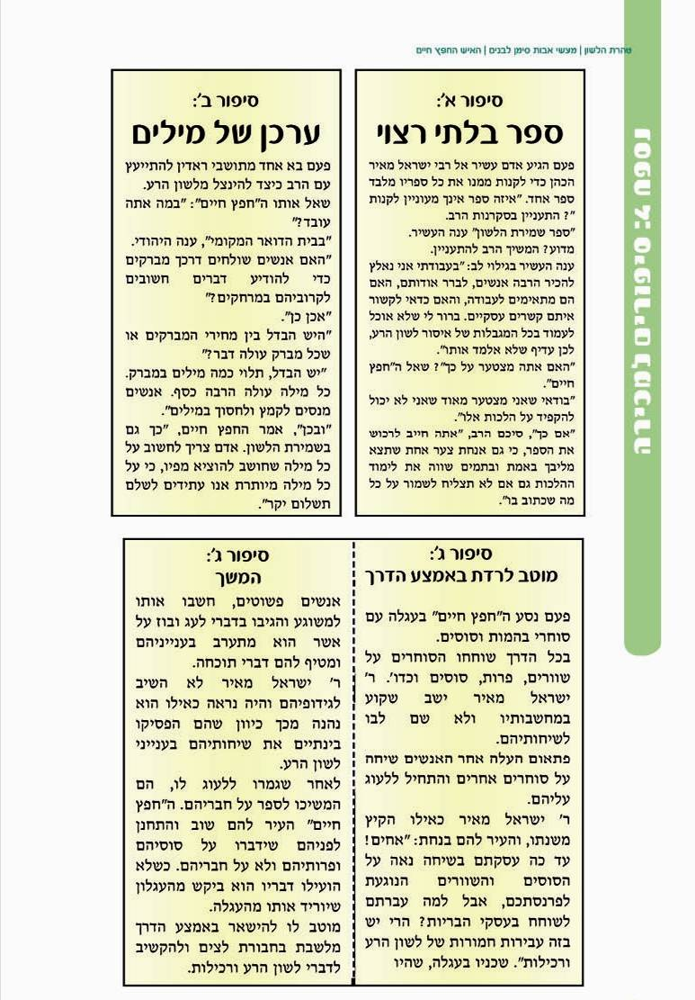 טהרת הלשון | מעשי אבות סימן לבנים | האיש החפץ חיים
נספח 2: סיפורים למכירה
סיפור א':
ספר בלתי רצוי
פעם הגיע אדם עשיר אל רבי ישראל מאיר
הכהן כדי לקנות ממנו את כל ספריו מלבד
ספר אחד. "איזה ספר אינך מעוניין לקנות
"? התעניין בסקרנות הרב.
"ספר שמירת הלשון" ענה העשיר.
מדוע? המשיך הרב להתעניין.
ענה העשיר בגילוי לב: "בעבודתי אני נאלץ
להכיר הרבה אנשים, לברר אודותם, האם
הם מתאימים לעבודה, והאם כדאי לקשור
איתם קשרים עסקיים. ברור לי שלא אוכל
לעמוד בכל המגבלות של איסור לשון הרע,
לכן עדיף שלא אלמד אותו".
"האם אתה מצטער על כך"? שאל ה"חפץ
חיים".
"בודאי שאני מצטער מאוד שאני לא יכול
להקפיד על הלכות אלו".
"אם כך", סיכם הרב, "אתה חייב לרכוש
את הספר, כי גם אנחת צער אחת שתצא
מליבך באמת ובתמים שווה את לימוד
ההלכות גם אם לא תצליח לשמור על כל
מה שכתוב בו".
סיפור ב':
ערכן של מילים
פעם בא אחד מתושבי ראדין להתייעץ
עם הרב כיצד להינצל מלשון הרע.
שאל אותו ה"חפץ חיים": "במה אתה
עובד?"
"בבית הדואר המקומי", ענה היהודי.
"האם אנשים שולחים דרכך מברקים
כדי להודיע דברים חשובים
לקרוביהם במרחקים?"
"אכן כן".
"היש הבדל בין מחירי המברקים או
שכל מברק עולה דבר?"
"יש הבדל, תלוי כמה מילים במברק.
כל מילה עולה הרבה כסף. אנשים
מנסים לקמץ ולחסוך במילים".
"ובכן", אמר החפץ חיים, "כך גם
בשמירת הלשון. אדם צריך לחשוב על
כל מילה שחושב להוציא מפיו, כי על
כל מילה מיותרת אנו עתידים לשלם
תשלום יקר".
סיפור ג':
מוטב לרדת באמצע הדרך
פעם נסע ה"חפץ חיים" בעגלה עם
סוחרי בהמות וסוסים.
בכל הדרך שוחחו הסוחרים על
שוורים, פרות, סוסים וכדו'. ר'
ישראל מאיר ישב שקוע
במחשבותיו ולא שם לבו
לשיחותיהם.
פתאום העלה אחד האנשים שיחה
על סוחרים אחרים והתחיל ללעוג
עליהם.
ר' ישראל מאיר כאילו הקיץ
משנתו, והעיר להם בנחת: "אחים!
עד כה עסקתם בשיחה נאה על
הסוסים והשוורים הנוגעת
לפרנסתכם, אבל למה עברתם
לשוחח בעסקי הבריות? הרי יש
בזה עבירות חמורות של לשון הרע
ורכילות". שכניו בעגלה, שהיו
סיפור ג':
המשך
אנשים פשוטים, חשבו אותו
למשוגע והגיבו בדברי לעג ובוז על
אשר הוא מתערב בענייניהם
ומטיף להם דברי תוכחה.
ר' ישראל מאיר לא השיב
לגידופיהם והיה נראה כאילו הוא
נהנה מכך כיוון שהם הפסיקו
בינתיים את שיחותיהם בענייני
לשון הרע.
לאחר שגמרו ללעוג לו, הם
המשיכו לספר על חבריהם. ה"חפץ
חיים" העיר להם שוב והתחנן
לפניהם שידברו על סוסיהם
ופרותיהם ולא על חבריהם. כשלא
הועילו דבריו הוא ביקש מהעגלון
שיוריד אותו מהעגלה.
מוטב לו להישאר באמצע הדרך
מלשבת בחבורת לצים ולהקשיב
לדברי לשון הרע ורכילות.